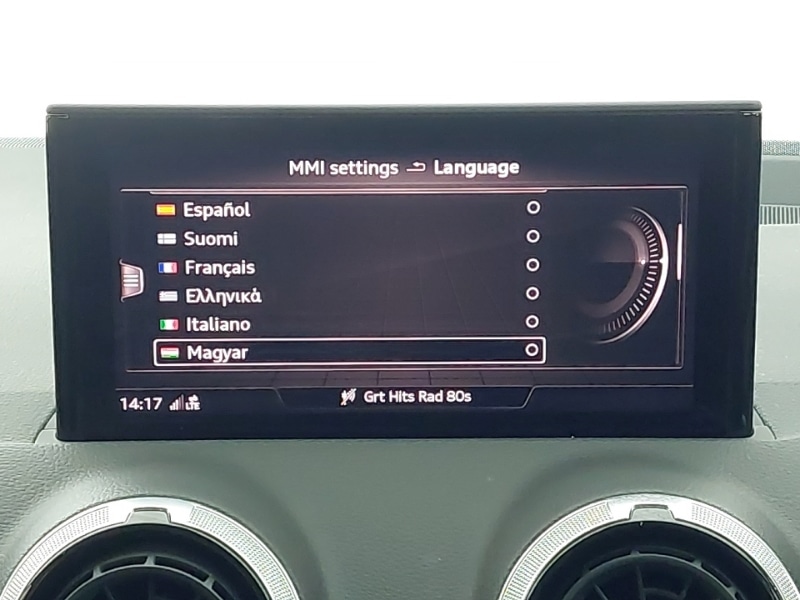 MMI settings Language
Español
Suomi
Français
Ελληνικά
Italiano
Magyar
14:17 LTE Grt Hits Rad 80s